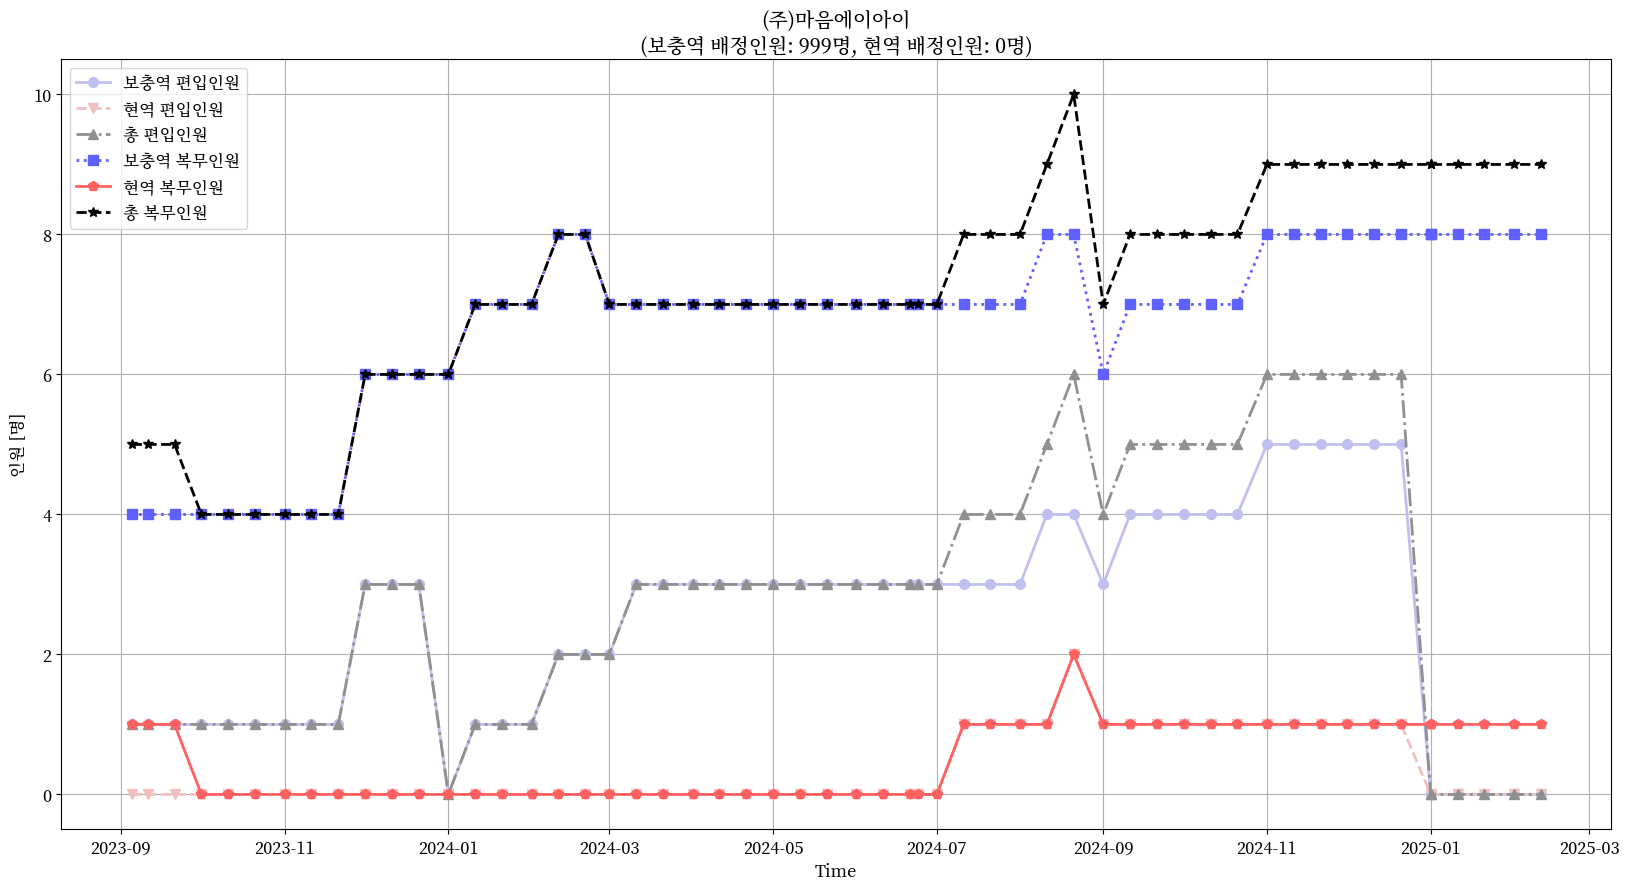 (주)마음에이아이
(보충역 배정인원: 999명, 현역 배정인원: 0명)
보충역 편입인원
현역 편입인원
총 편입인원
보충역 복무인원
현역 복무인원
총 복무인원
10
8
6
4
2
0
인원 [명]
2023-09
2023-11
2024-01
2024-03
2024-05
2024-07
2024-09
2024-11
2025-01
2025-03
Time